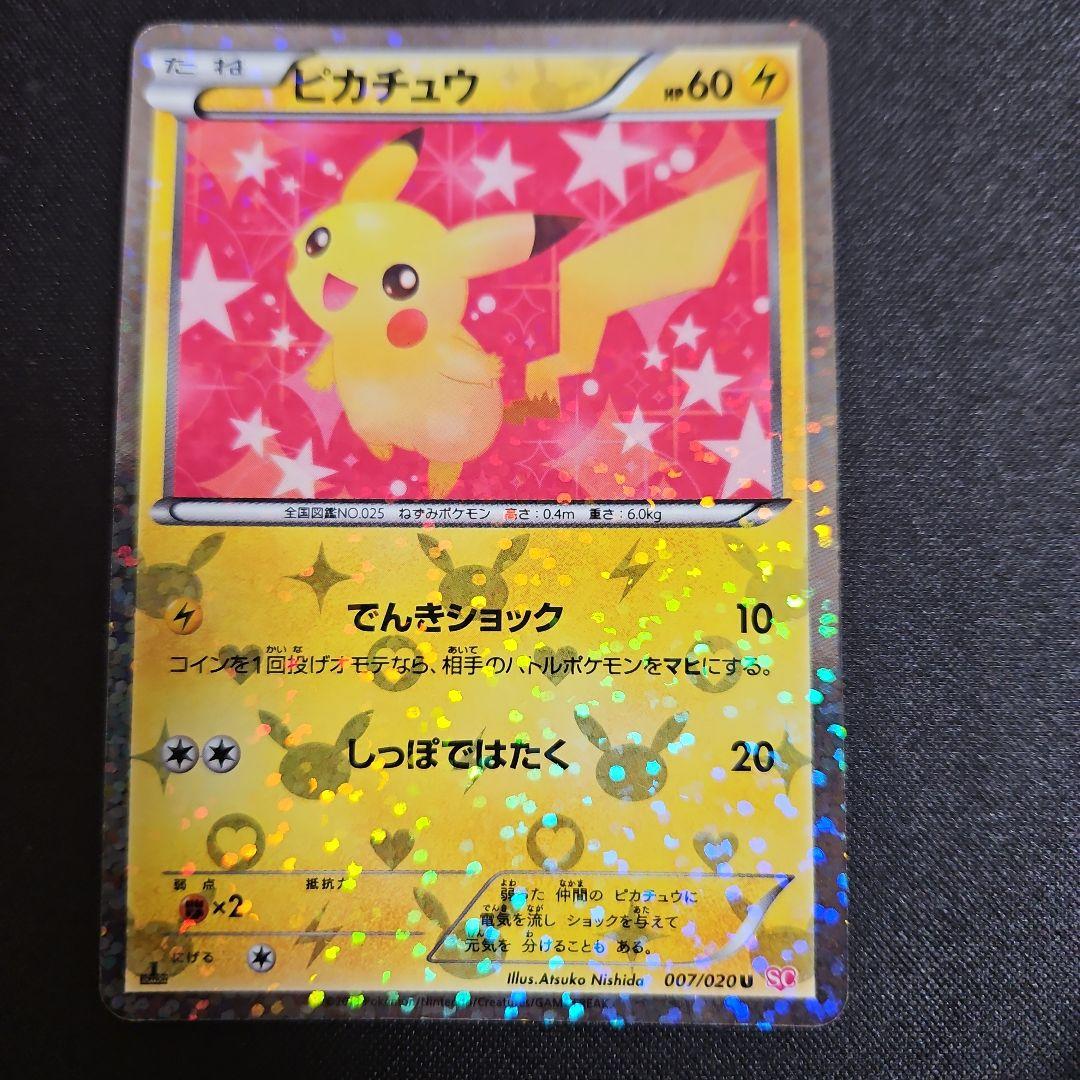 たね
ピカチュウ
HP60
全国図鑑NO.025 ねずみポケモン 高さ:0.4m 重さ:6.0kg
でんきショック 10
コインを1回投げオモテなら、相手のバトルポケモンをマヒにする。
しっぽではたく 20
弱点 抵抗力
×2
にげる
弱った 仲間の ピカチュウに
電気を流し ショックを与えて
元気を 分けることも ある。
Illus.Atsuko Nishida 007/020 U SC